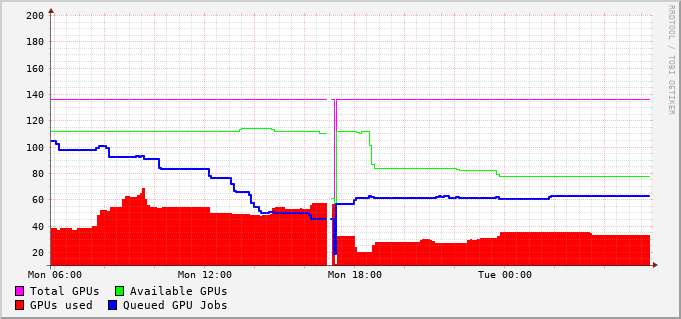 200
180
160
140
120
100
80
60
40
20
Mon 06:00 Mon 12:00 Mon 18:00 Tue 00:00
Total GPUs Available GPUs
GPUs used Queued GPU Jobs
RRDTOOL / TOBI OETIKER